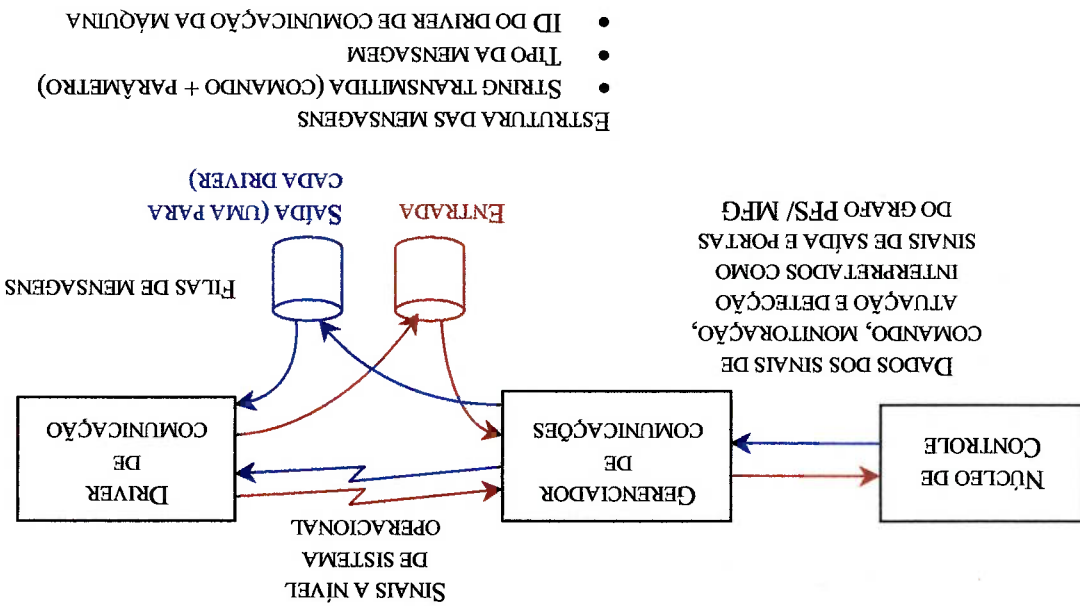 SINAIS A NÍVEL
DE SISTEMA
OPERACIONAL
NÚCLEO DE
CONTROLE
GERENCIADOR
DE
COMUNICAÇÕES
DRIVER
DE
COMUNICAÇÃO
DADOS DOS SINAIS DE
COMANDO, MONITORAÇÃO,
ATUAÇÃO E DETECÇÃO
INTERPRETADOS COMO
SINAIS DE SAÍDA E PORTAS
DO GRAFO PFS/ MFG
FILAS DE MENSAGENS
ENTRADA
SAÍDA (UMA PARA
CADA DRIVER)
ESTRUTURA DAS MENSAGENS
• STRING TRANSMITIDA (COMANDO + PARÂMETRO)
• TIPO DA MENSAGEM
• ID DO DRIVER DE COMUNICAÇÃO DA MÁQUINA